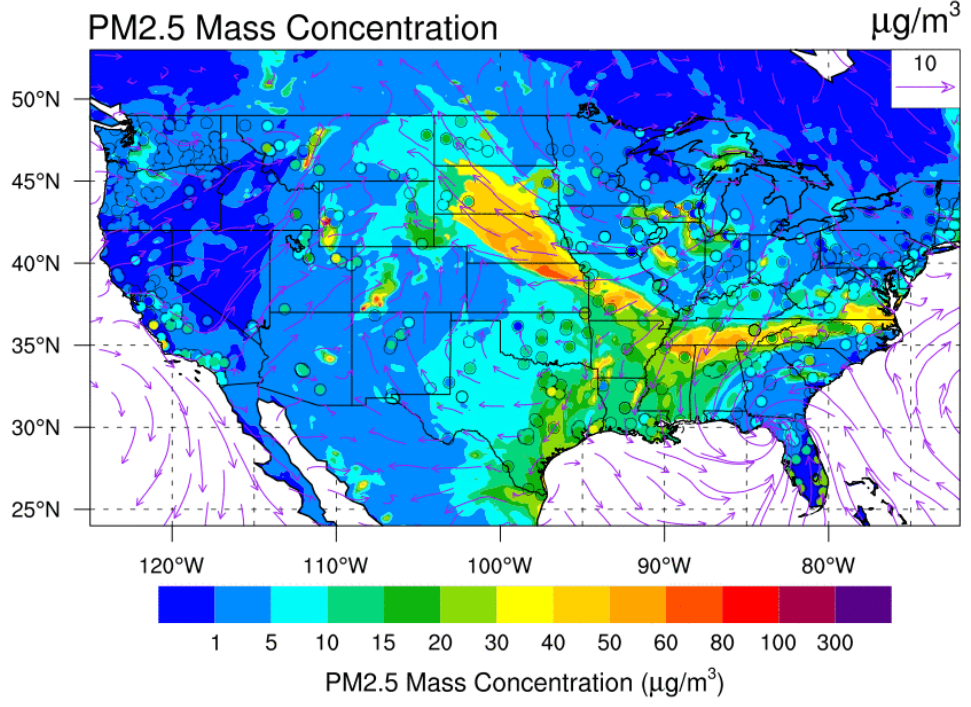 PM2.5 Mass Concentration
μg/m³
10
50°N
45°N
40°N
35°N
30°N
25°N
120°W 110°W 100°W 90°W 80°W
1 5 10 15 20 30 40 50 60 80 100 300
PM2.5 Mass Concentration (μg/m³)